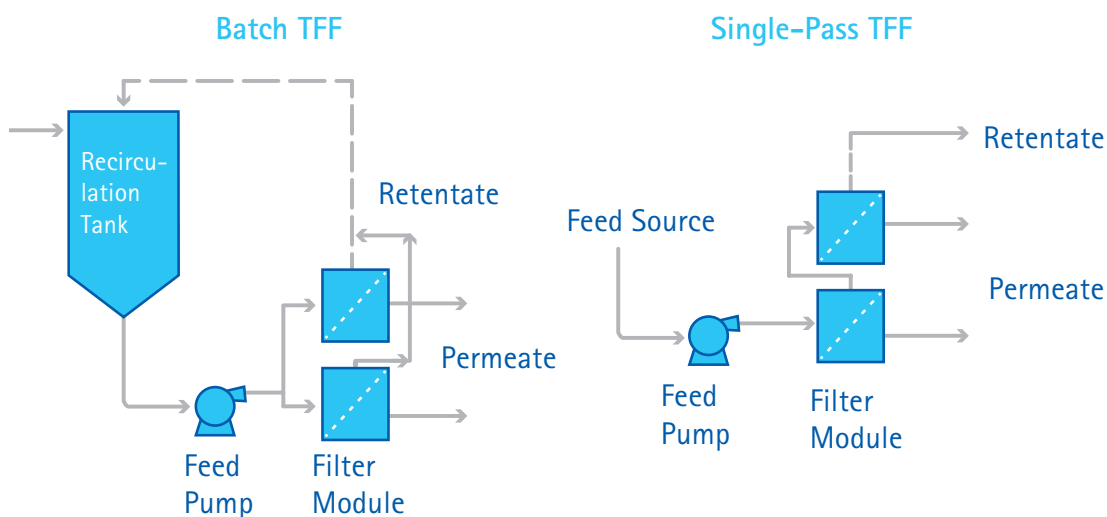 Batch TFF
Recircu-
lation
Tank
Retentate
Permeate
Feed
Pump
Filter
Module
Single-Pass TFF
Retentate
Feed Source
Permeate
Feed
Pump
Filter
Module